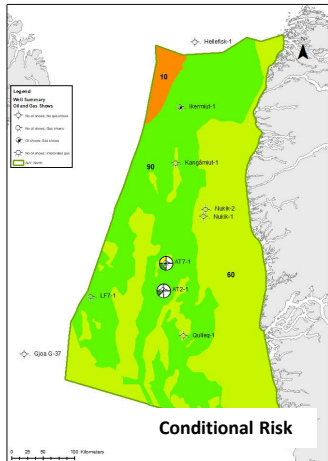 Hellefisk-1
10
Legend
Well Summary
Oil and Gas Shows
Ikermiut-1
90
Kangâmiut-1
Nukik-2
Nukik-1
AT7-1
60
AT2-1
LF7-1
Qulleq-1
Gjoa G-37
Conditional Risk
0 25 50 100 Kilometers